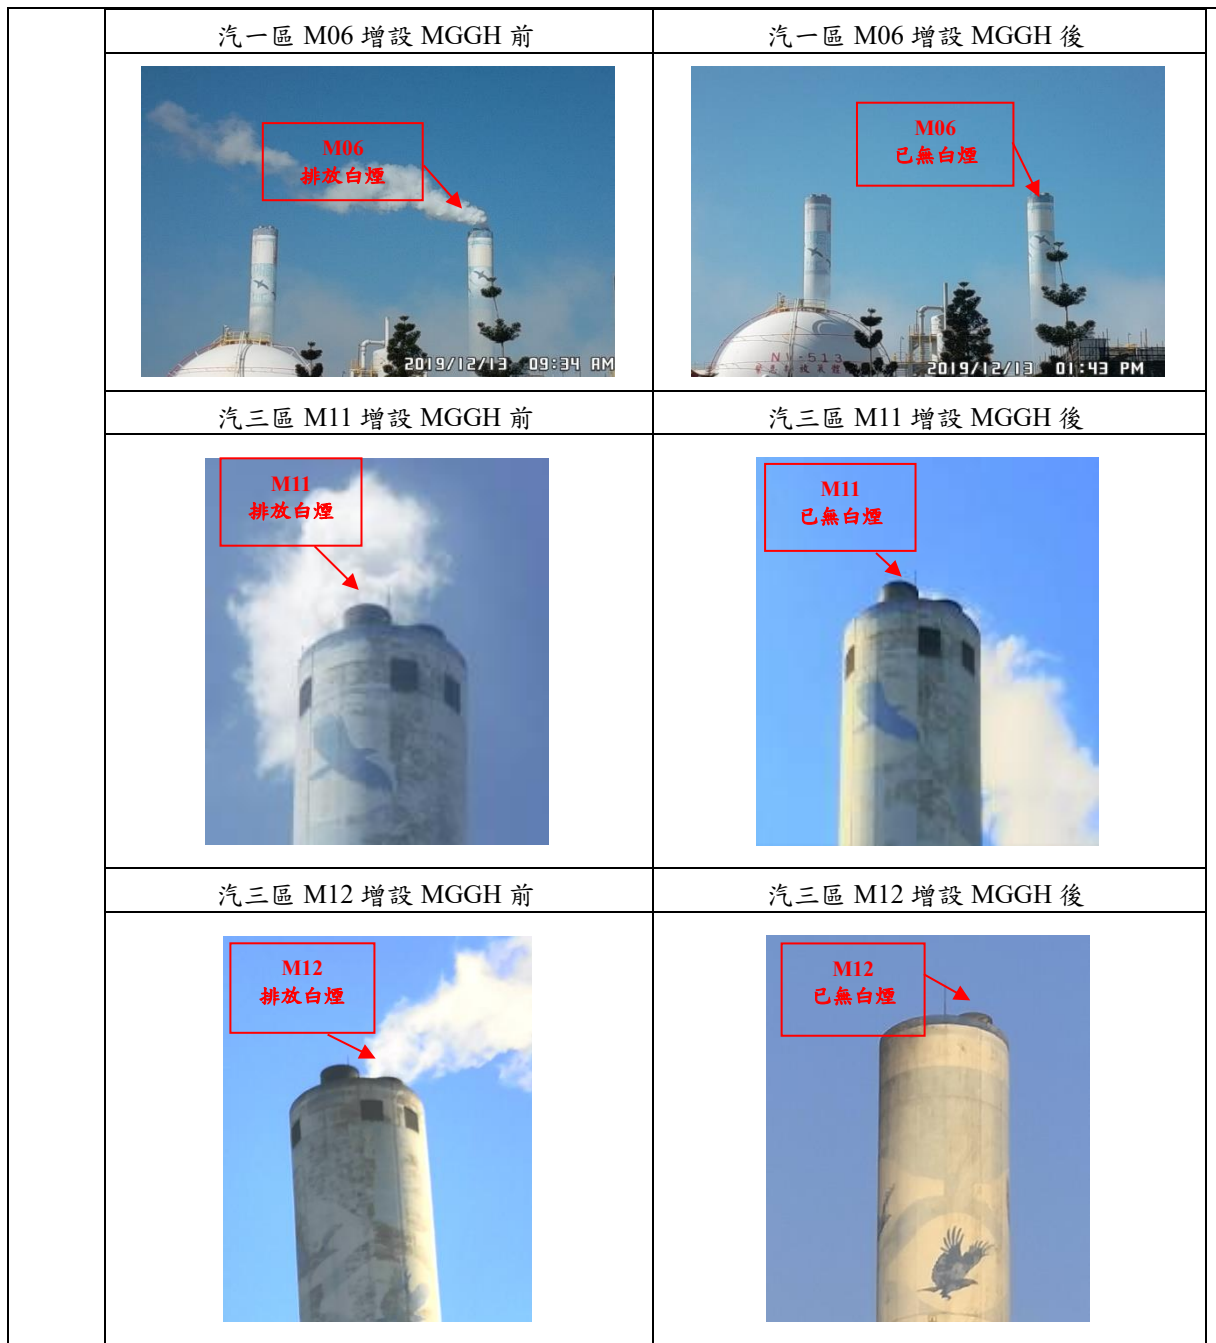 汽一區 M06 增設 MGGH 前
汽一區 M06 增設 MGGH 後
M06
排放白煙
2019/12/13 09:34 AM
M06
已無白煙
NV-513
2019/12/13 01:43 PM
汽三區 M11 增設 MGGH 前
汽三區 M11 增設 MGGH 後
M11
排放白煙
M11
已無白煙
汽三區 M12 增設 MGGH 前
汽三區 M12 增設 MGGH 後
M12
排放白煙
M12
已無白煙